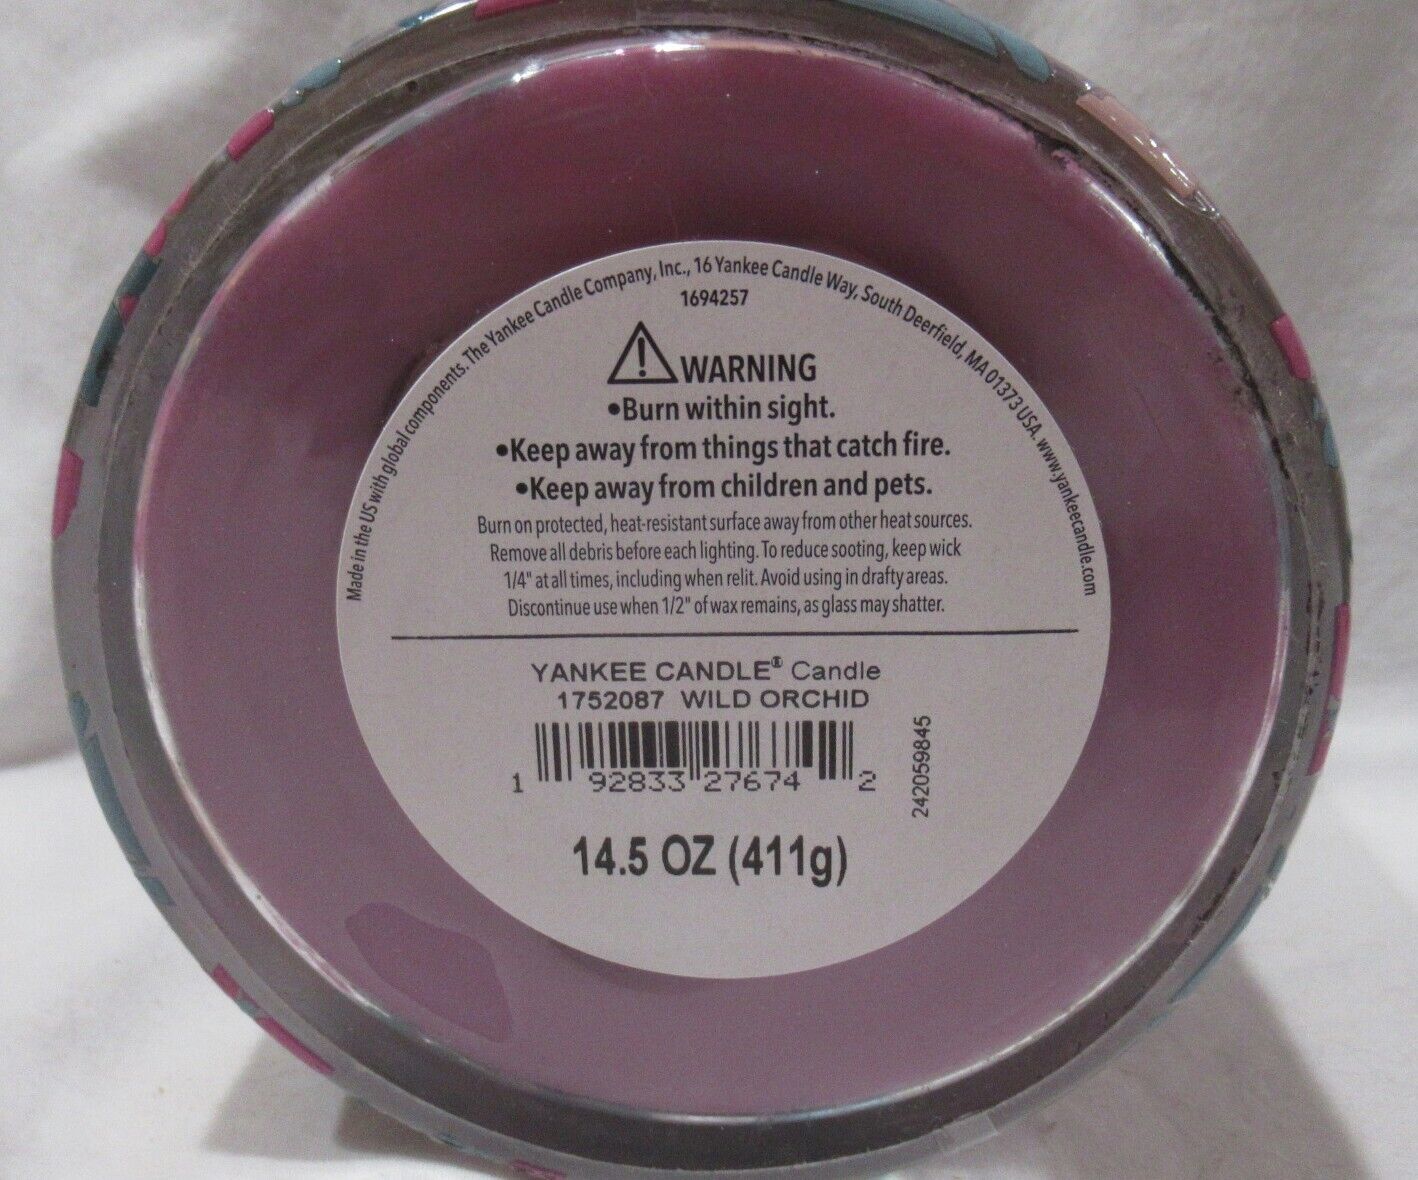 Made in the US with global components. The Yankee Candle Company, Inc., 16 Yankee Candle Way, South Deerfield, MA 01373 USA. www.yankeecandle.com
1694257
⚠WARNING
•Burn within sight.
•Keep away from things that catch fire.
•Keep away from children and pets.
Burn on protected, heat-resistant surface away from other heat sources.
Remove all debris before each lighting. To reduce sooting, keep wick
1/4" at all times, including when relit. Avoid using in drafty areas.
Discontinue use when 1/2" of wax remains, as glass may shatter.
YANKEE CANDLE® Candle
1752087 WILD ORCHID
1 92833 27674 2
242059845
14.5 OZ (411g)